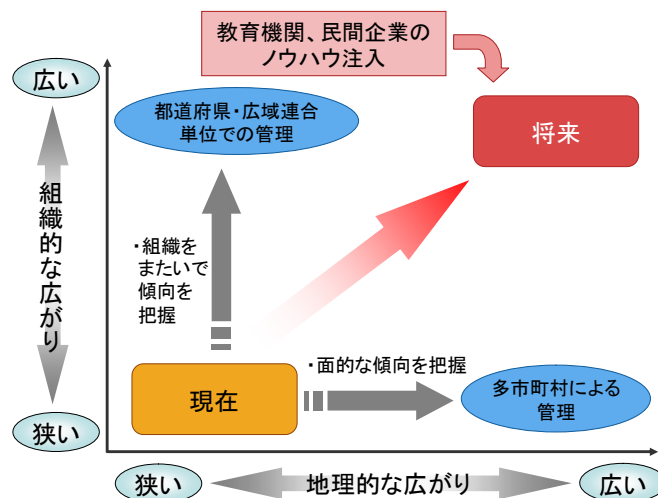 教育機関、民間企業の
ノウハウ注入
広い
都道府県・広域連合
単位での管理
将来
組織的な広がり
・組織を
またいで
傾向を
把握
・面的な傾向を把握
現在
多市町村による
管理
狭い
狭い
地理的な広がり
広い